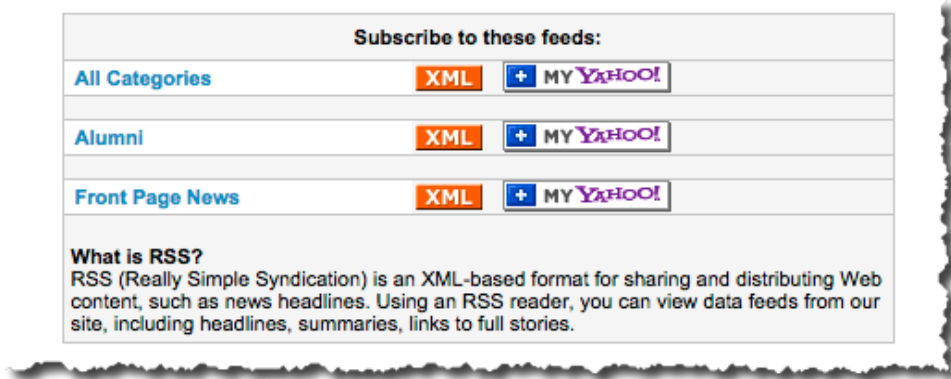 Subscribe to these feeds:
All Categories XML + MY YAHOO!
Alumni XML + MY YAHOO!
Front Page News XML + MY YAHOO!
What is RSS?
RSS (Really Simple Syndication) is an XML-based format for sharing and distributing Web
content, such as news headlines. Using an RSS reader, you can view data feeds from our
site, including headlines, summaries, links to full stories.